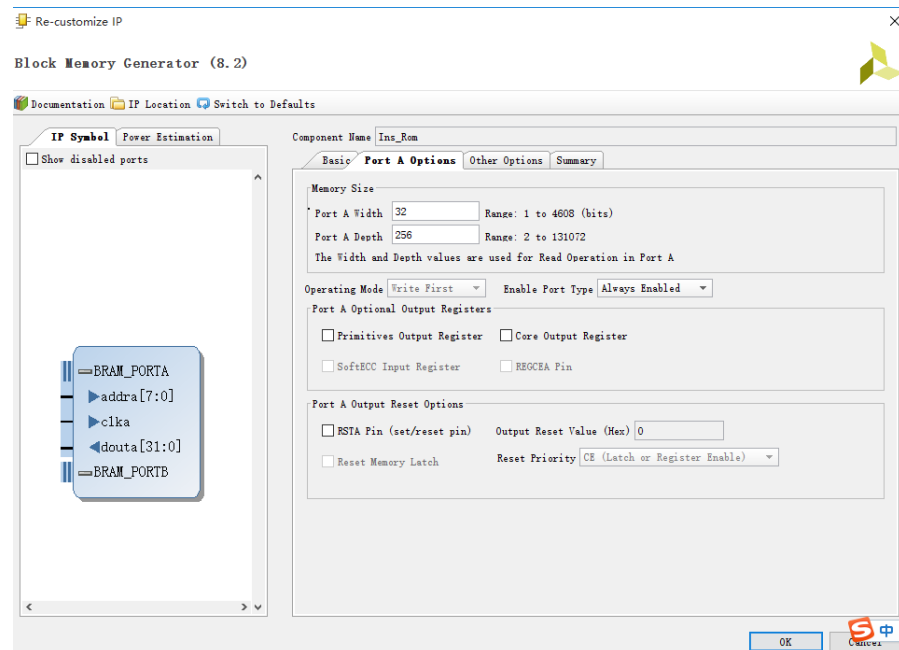 Re-customize IP
Block Memory Generator (8.2)
Documentation IP Location Switch to Defaults
IP Symbol Power Estimation
Show disabled ports
BRAM_PORTA
addra[7:0]
clka
douta[31:0]
BRAM_PORTB
Component Name Ins_Rom
Basic Port A Options Other Options Summary
Memory Size
Port A Width 32 Range: 1 to 4608 (bits)
Port A Depth 256 Range: 2 to 131072
The Width and Depth values are used for Read Operation in Port A
Operating Mode Write First Enable Port Type Always Enabled
Port A Optional Output Registers
Primitives Output Register Core Output Register
SoftECC Input Register REGCEA Pin
Port A Output Reset Options
RSTA Pin (set/reset pin) Output Reset Value (Hex) 0
Reset Memory Latch Reset Priority CE (Latch or Register Enable)
OK Cancel
S 中